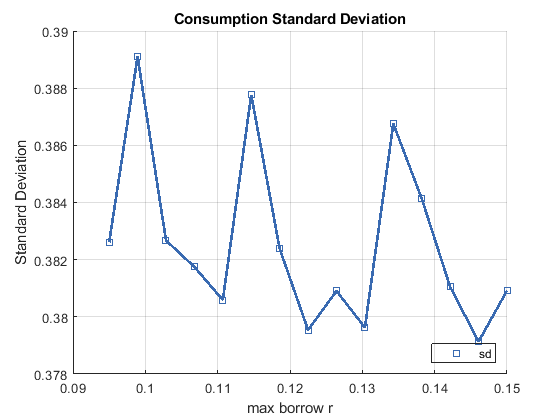 Consumption Standard Deviation
0.39
0.388
0.386
0.384
0.382
0.38
0.378
Standard Deviation
0.09 0.1 0.11 0.12 0.13 0.14 0.15
max borrow r
sd